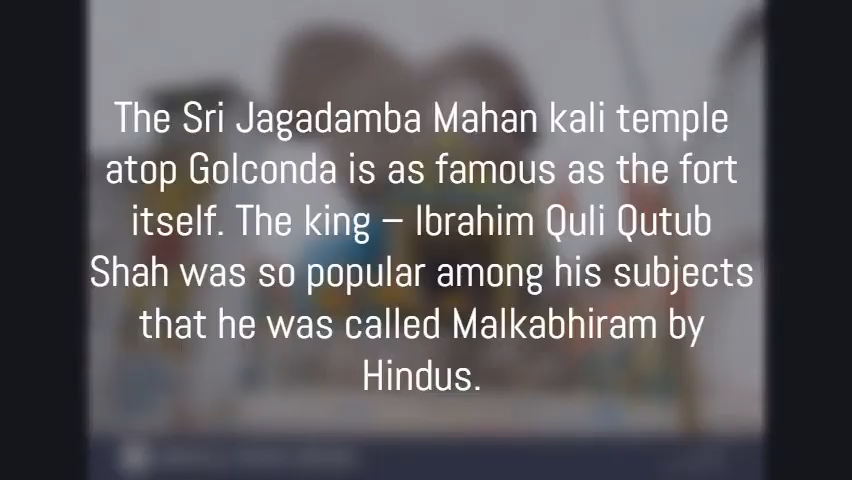 The Sri Jagadamba Mahan kali temple
atop Golconda is as famous as the fort
itself. The king – Ibrahim Quli Qutub
Shah was so popular among his subjects
that he was called Malkabhiram by
Hindus.